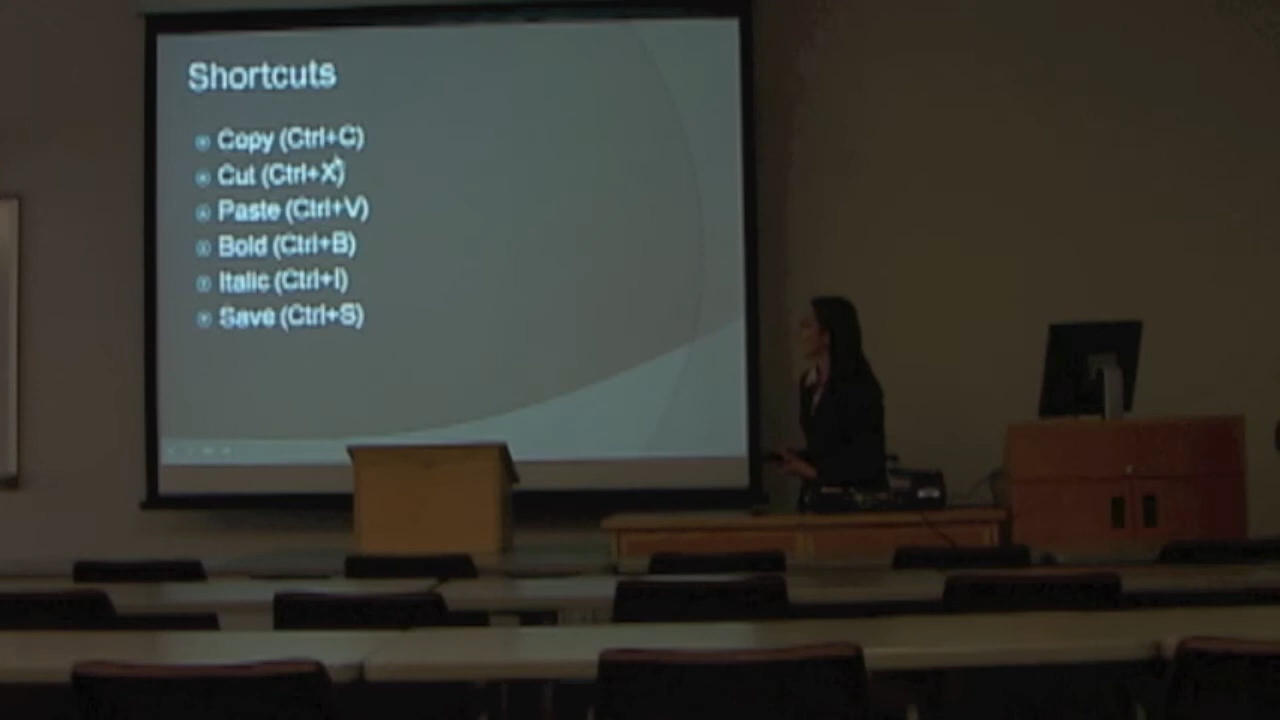 Shortcuts
Copy (Ctrl+C)
Cut (Ctrl+X)
Paste (Ctrl+V)
Bold (Ctrl+B)
Italic (Ctrl+I)
Save (Ctrl+S)